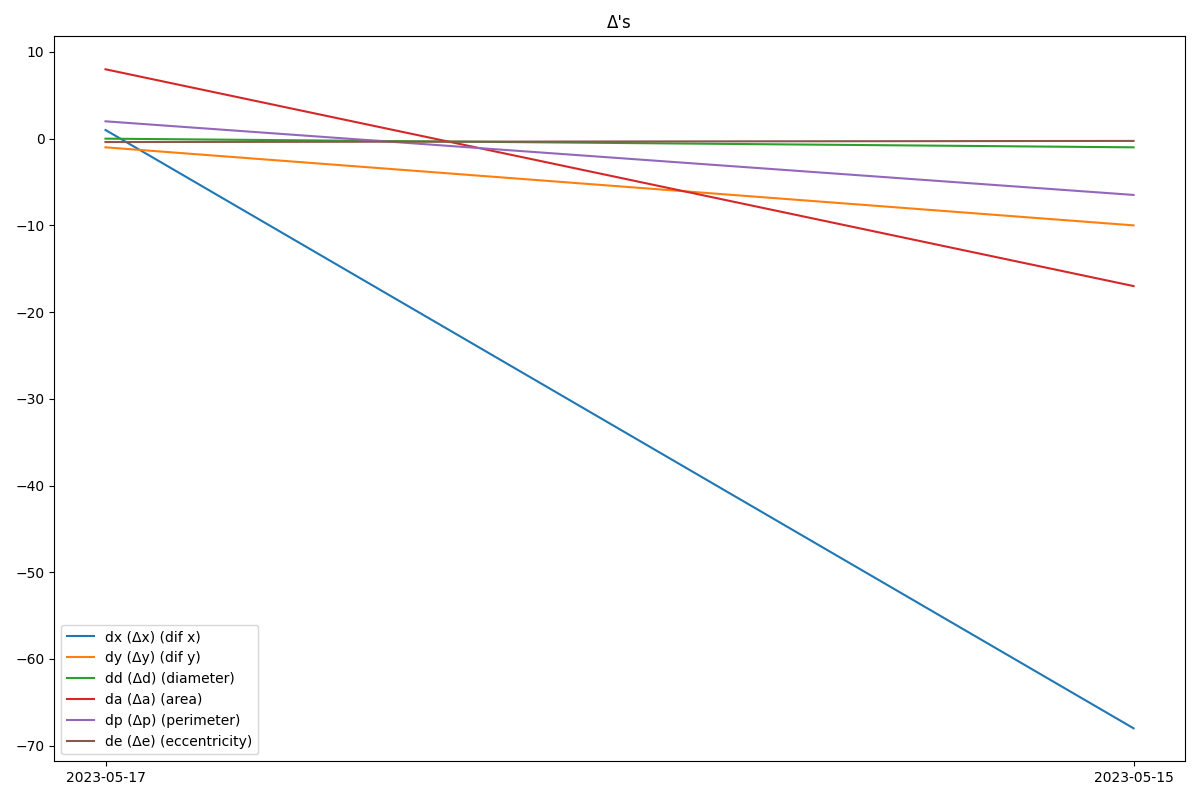 Δ's
10
0
−10
−20
−30
−40
−50
−60
−70
dx (Δx) (dif x)
dy (Δy) (dif y)
dd (Δd) (diameter)
da (Δa) (area)
dp (Δp) (perimeter)
de (Δe) (eccentricity)
2023-05-17 2023-05-15